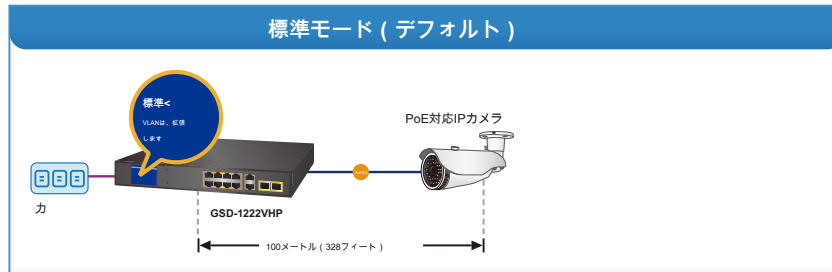 標準モード ( デフォルト )
標準<
VLANは、拡張
します
PoE対応IPカメラ
力
GSD-1222VHP
100メートル ( 328フィート )